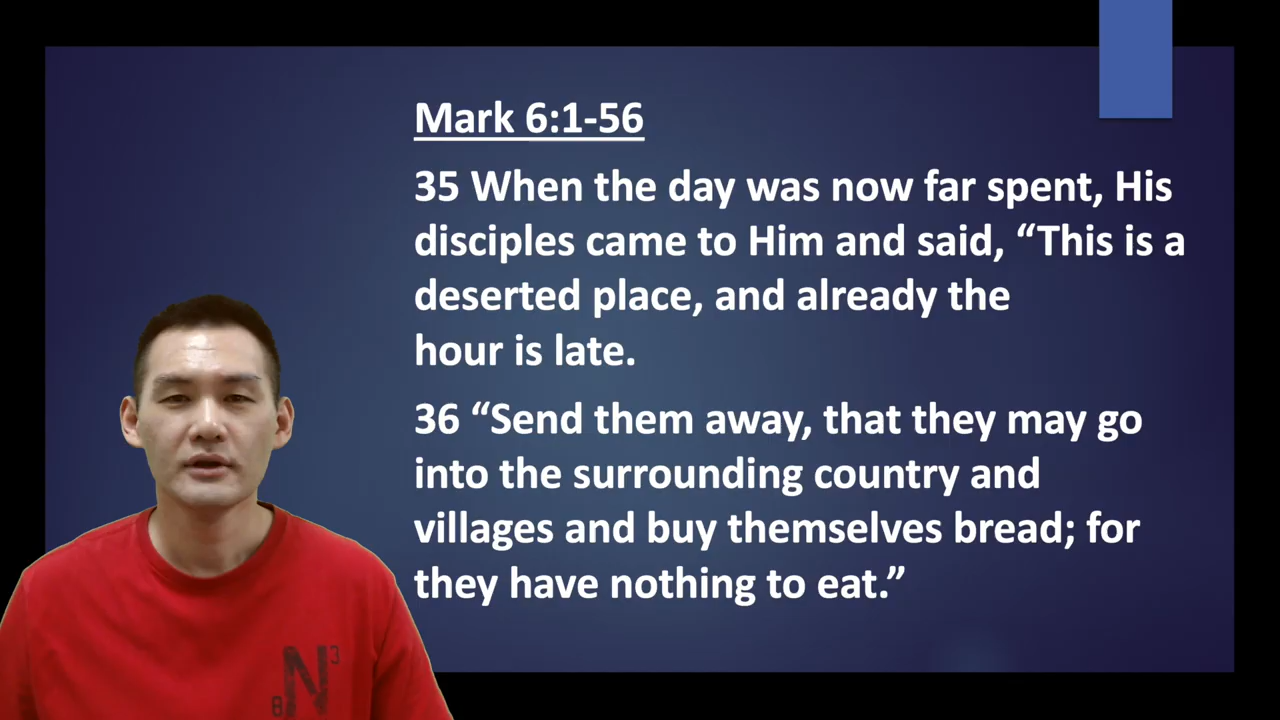 Mark 6:1-56
35 When the day was now far spent, His
disciples came to Him and said, “This is a
deserted place, and already the
hour is late.
36 “Send them away, that they may go
into the surrounding country and
villages and buy themselves bread; for
they have nothing to eat.”
N3
8